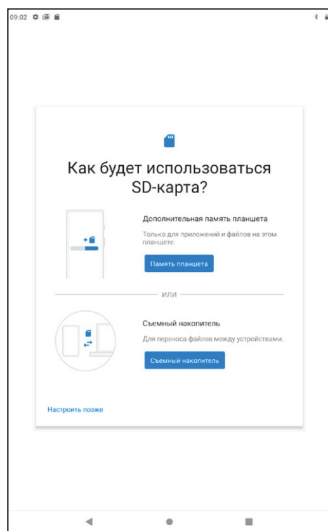 09:02
Как будет использоваться
SD-карта?
Дополнительная память планшета
Только для приложений и файлов на этом
планшете.
Память планшета
ИЛИ
Съемный накопитель
Для переноса файлов между устройствами.
Съемный накопитель
Настроить позже